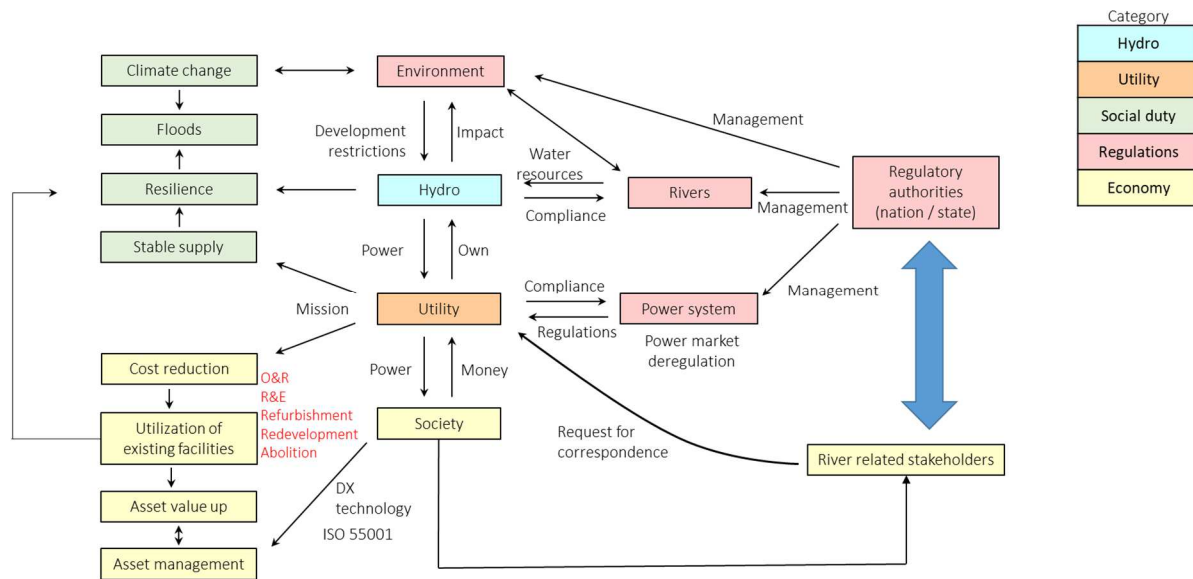 Category
Hydro
Utility
Social duty
Regulations
Economy
Climate change
Environment
Floods
Development
restrictions
Impact
Management
Resilience
Hydro
Water
resources
Compliance
Rivers
Management
Regulatory
authorities
(nation / state)
Stable supply
Power
Own
Mission
Utility
Compliance
Regulations
Power system
Power market
deregulation
Management
Cost reduction
O&R
R&E
Refurbishment
Redevelopment
Abolition
Power
Money
Utilization of
existing facilities
Society
Request for
correspondence
River related stakeholders
Asset value up
DX
technology
ISO 55001
Asset management